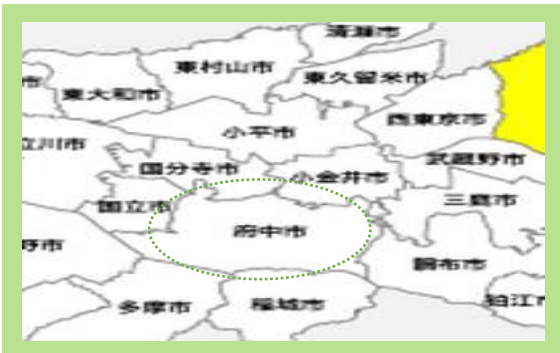 清瀬市
東村山市
東久留米市
市
東大和市
西東京市
小平市
立川市
武蔵野市
国分寺市
小金井市
三鷹市
国立市
府中市
野市
調布市
多摩市
稲城市
狛江市